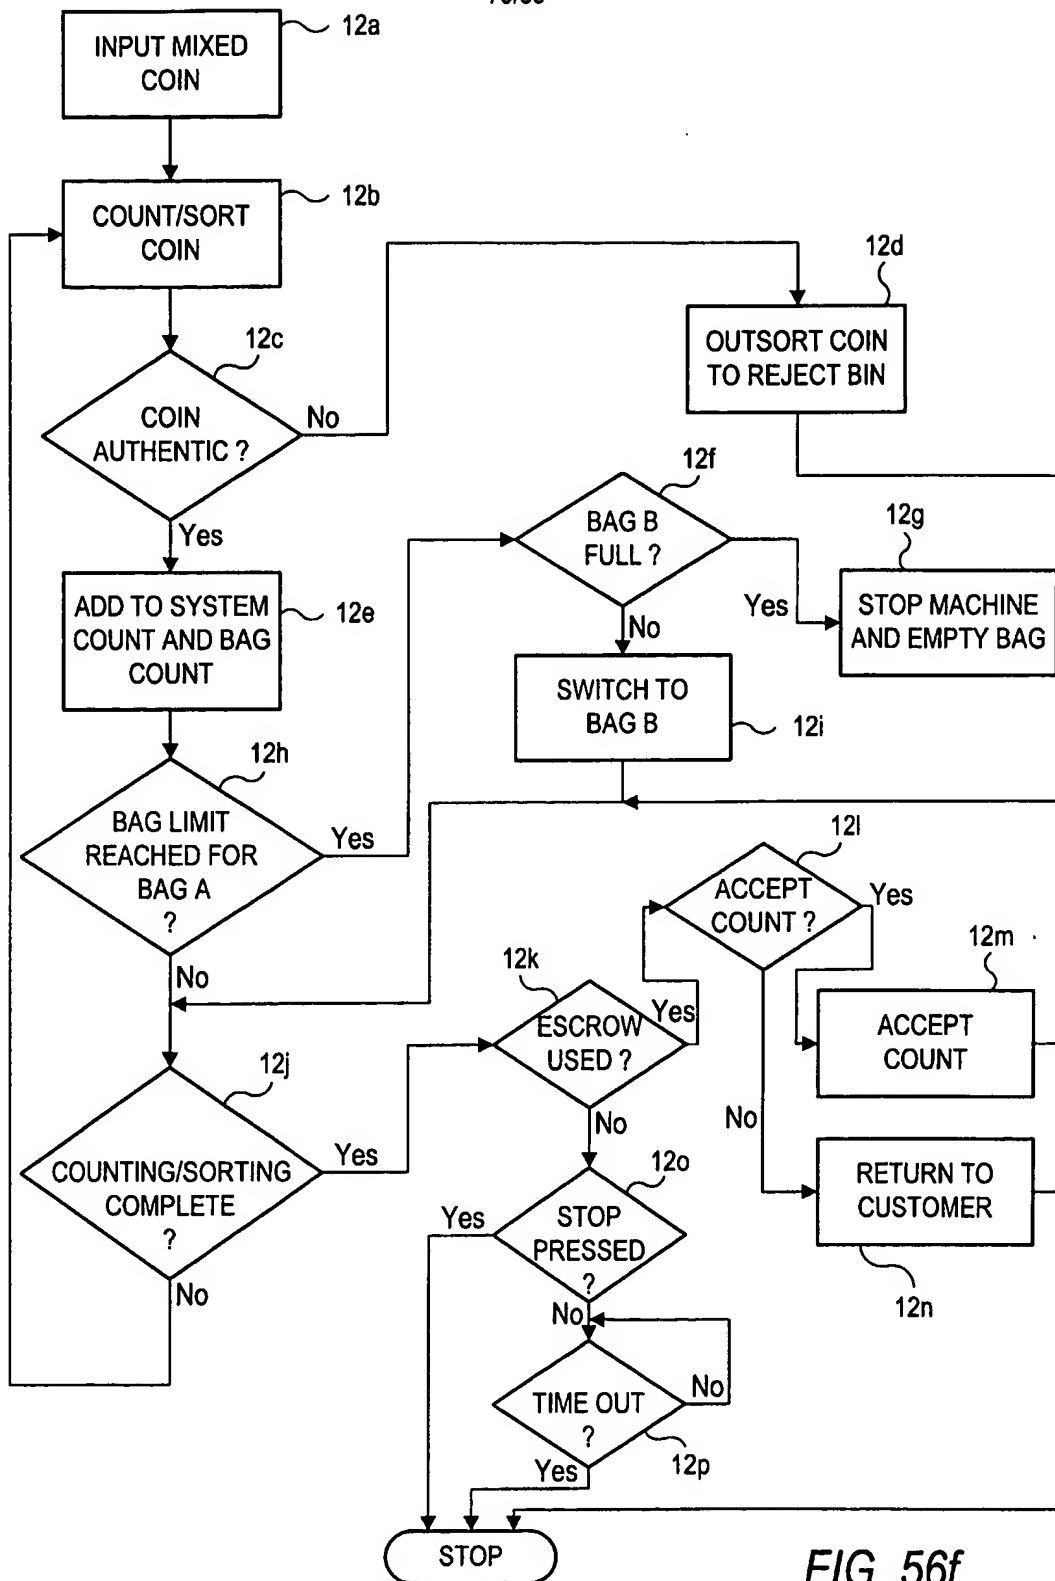 INPUT MIXED
COIN
12a
COUNT/SORT
COIN
12b
COIN
AUTHENTIC ?
12c
No
Yes
OUTSORT COIN
TO REJECT BIN
12d
ADD TO SYSTEM
COUNT AND BAG
COUNT
12e
BAG B
FULL ?
12f
Yes
No
STOP MACHINE
AND EMPTY BAG
12g
SWITCH TO
BAG B
12i
BAG LIMIT
REACHED FOR
BAG A
?
12h
Yes
No
ACCEPT
COUNT ?
12l
Yes
No
ACCEPT
COUNT
12m
RETURN TO
CUSTOMER
12n
ESCROW
USED ?
12k
Yes
No
COUNTING/SORTING
COMPLETE
?
12j
Yes
No
STOP
PRESSED
?
12o
Yes
No
TIME OUT
?
12p
No
Yes
STOP
FIG. 56f